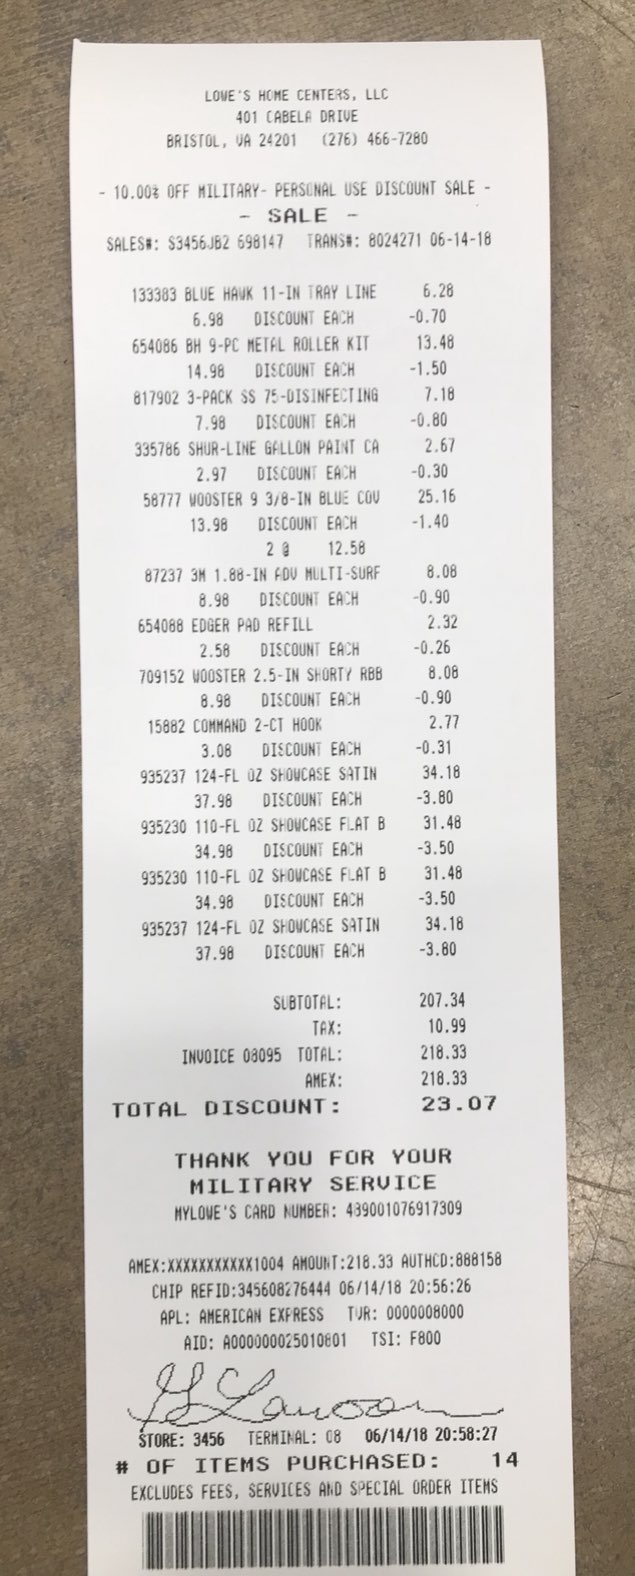 LOWE'S HOME CENTERS, LLC
401 CABELA DRIVE
BRISTOL, VA 24201 (276) 466-7280
- 10.00% OFF MILITARY- PERSONAL USE DISCOUNT SALE -
- SALE -
SALES#: S3456JB2 698147 TRANS#: 8024271 06-14-18
133383 BLUE HAWK 11-IN TRAY LINE 6.28
6.98 DISCOUNT EACH -0.70
654086 BH 9-PC METAL ROLLER KIT 13.48
14.98 DISCOUNT EACH -1.50
817902 3-PACK SS 75-DISINFECTING 7.18
7.98 DISCOUNT EACH -0.80
335786 SHUR-LINE GALLON PAINT CA 2.67
2.97 DISCOUNT EACH -0.30
58777 WOOSTER 9 3/8-IN BLUE COV 25.16
13.98 DISCOUNT EACH -1.40
2 @ 12.58
87237 3M 1.88-IN ADV MULTI-SURF 8.08
8.98 DISCOUNT EACH -0.90
654088 EDGER PAD REFILL 2.32
2.58 DISCOUNT EACH -0.26
709152 WOOSTER 2.5-IN SHORTY RBB 8.08
8.98 DISCOUNT EACH -0.90
15882 COMMAND 2-CT HOOK 2.77
3.08 DISCOUNT EACH -0.31
935237 124-FL OZ SHOWCASE SATIN 34.18
37.98 DISCOUNT EACH -3.80
935230 110-FL OZ SHOWCASE FLAT B 31.48
34.98 DISCOUNT EACH -3.50
935230 110-FL OZ SHOWCASE FLAT B 31.48
34.98 DISCOUNT EACH -3.50
935237 124-FL OZ SHOWCASE SATIN 34.18
37.98 DISCOUNT EACH -3.80
SUBTOTAL: 207.34
TAX: 10.99
INVOICE 08095 TOTAL: 218.33
AMEX: 218.33
TOTAL DISCOUNT: 23.07
THANK YOU FOR YOUR
MILITARY SERVICE
MYLOWE'S CARD NUMBER: 489001076917309
AMEX:XXXXXXXXXXX1004 AMOUNT:218.33 AUTHCD:888158
CHIP REFID:345608276444 06/14/18 20:56:26
APL: AMERICAN EXPRESS TVR: 0000008000
AID: A000000025010801 TSI: F800
STORE: 3456 TERMINAL: 08 06/14/18 20:58:27
# OF ITEMS PURCHASED: 14
EXCLUDES FEES, SERVICES AND SPECIAL ORDER ITEMS